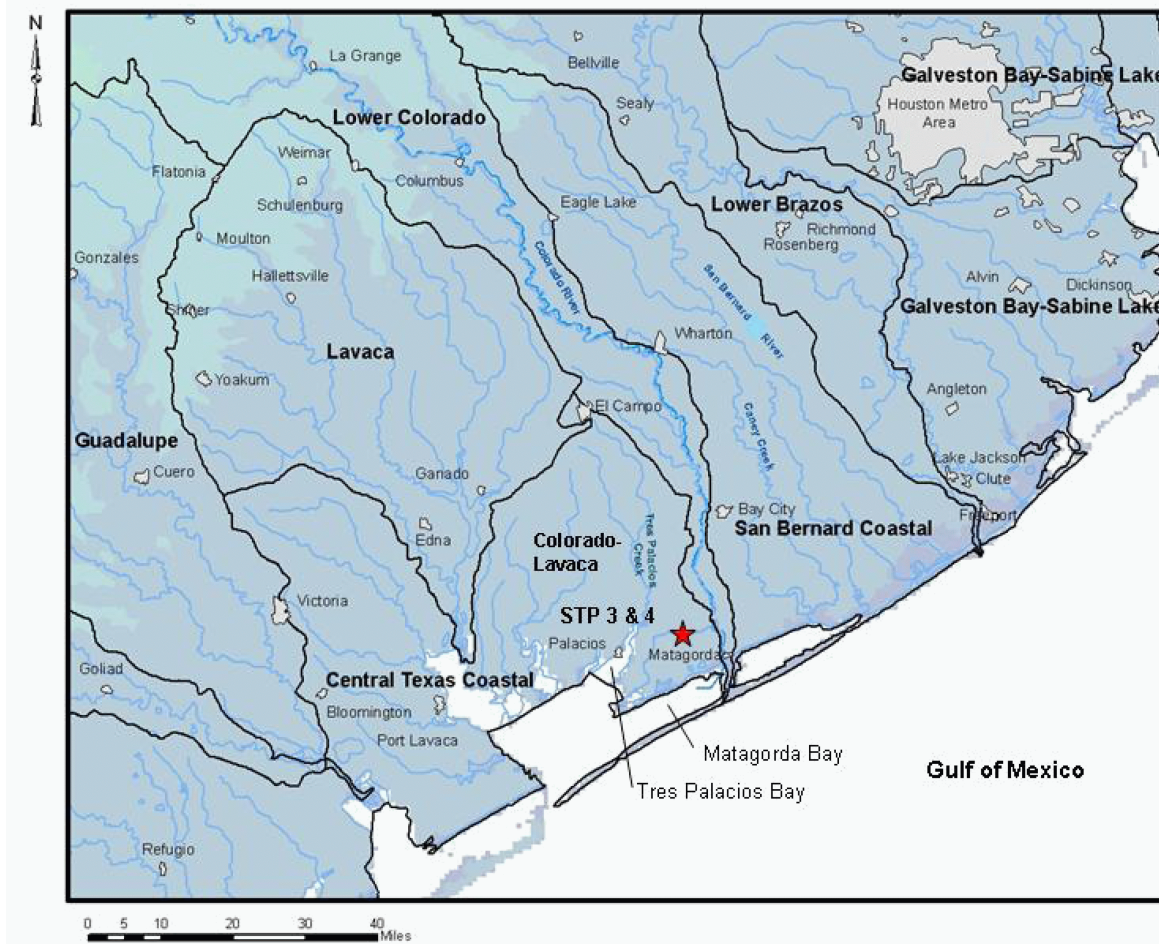 N
La Grange
Bellville
Galveston Bay-Sabine Lake
Houston Metro
Area
Sealy
Lower Colorado
Weimar
Flatonia
Columbus
Schulenburg
Eagle Lake
Lower Brazos
Richmond
Rosenberg
Moulton
Gonzales
Hallettsville
Colorado River
San Bernard
River
Alvin
Dickinson
Galveston Bay-Sabine Lake
Shiner
Wharton
Lavaca
Yoakum
Angleton
El Campo
Caney Creek
Guadalupe
Cuero
Ganado
Lake Jackson
Clute
Bay City
Freeport
San Bernard Coastal
Edna
Colorado-
Lavaca
Tres Palacios
Creek
Victoria
STP 3 & 4
Palacios
Matagorda
Goliad
Central Texas Coastal
Bloomington
Port Lavaca
Matagorda Bay
Gulf of Mexico
Tres Palacios Bay
Refugio
0 5 10 20 30 40
Miles